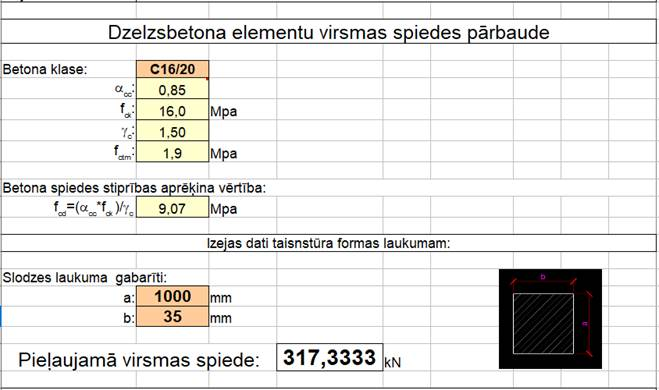 Dzelzsbetona elementu virsmas spiedes pārbaude
Betona klase: C16/20
αcc: 0,85
fck: 16,0 Mpa
γc: 1,50
fctm: 1,9 Mpa
Betona spiedes stiprības aprēķina vērtība:
fcd=(αcc*fck)/γc 9,07 Mpa
Izejas dati taisnstūra formas laukumam:
Slodzes laukuma gabarīti:
a: 1000 mm
b: 35 mm
b
a
Pieļaujamā virsmas spiede: 317,3333 kN